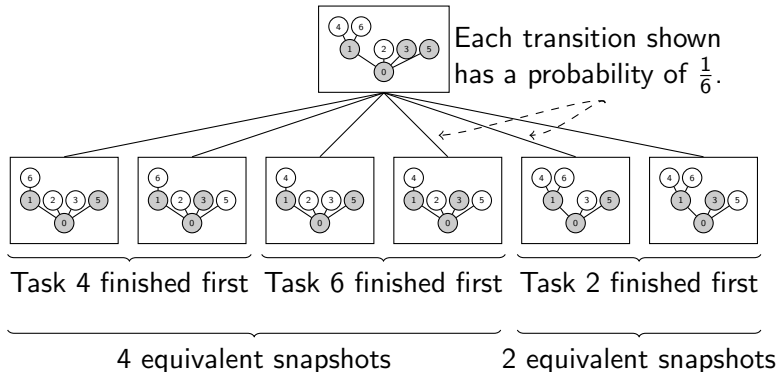 4 6
1 2 3 5
0
Each transition shown
has a probability of 1/6.
6
1 2 3 5
0
6
1 2 3 5
0
4
1 2 3 5
0
4
1 2 3 5
0
4 6
1 3 5
0
4 6
1 3 5
0
Task 4 finished first
Task 6 finished first
Task 2 finished first
4 equivalent snapshots
2 equivalent snapshots